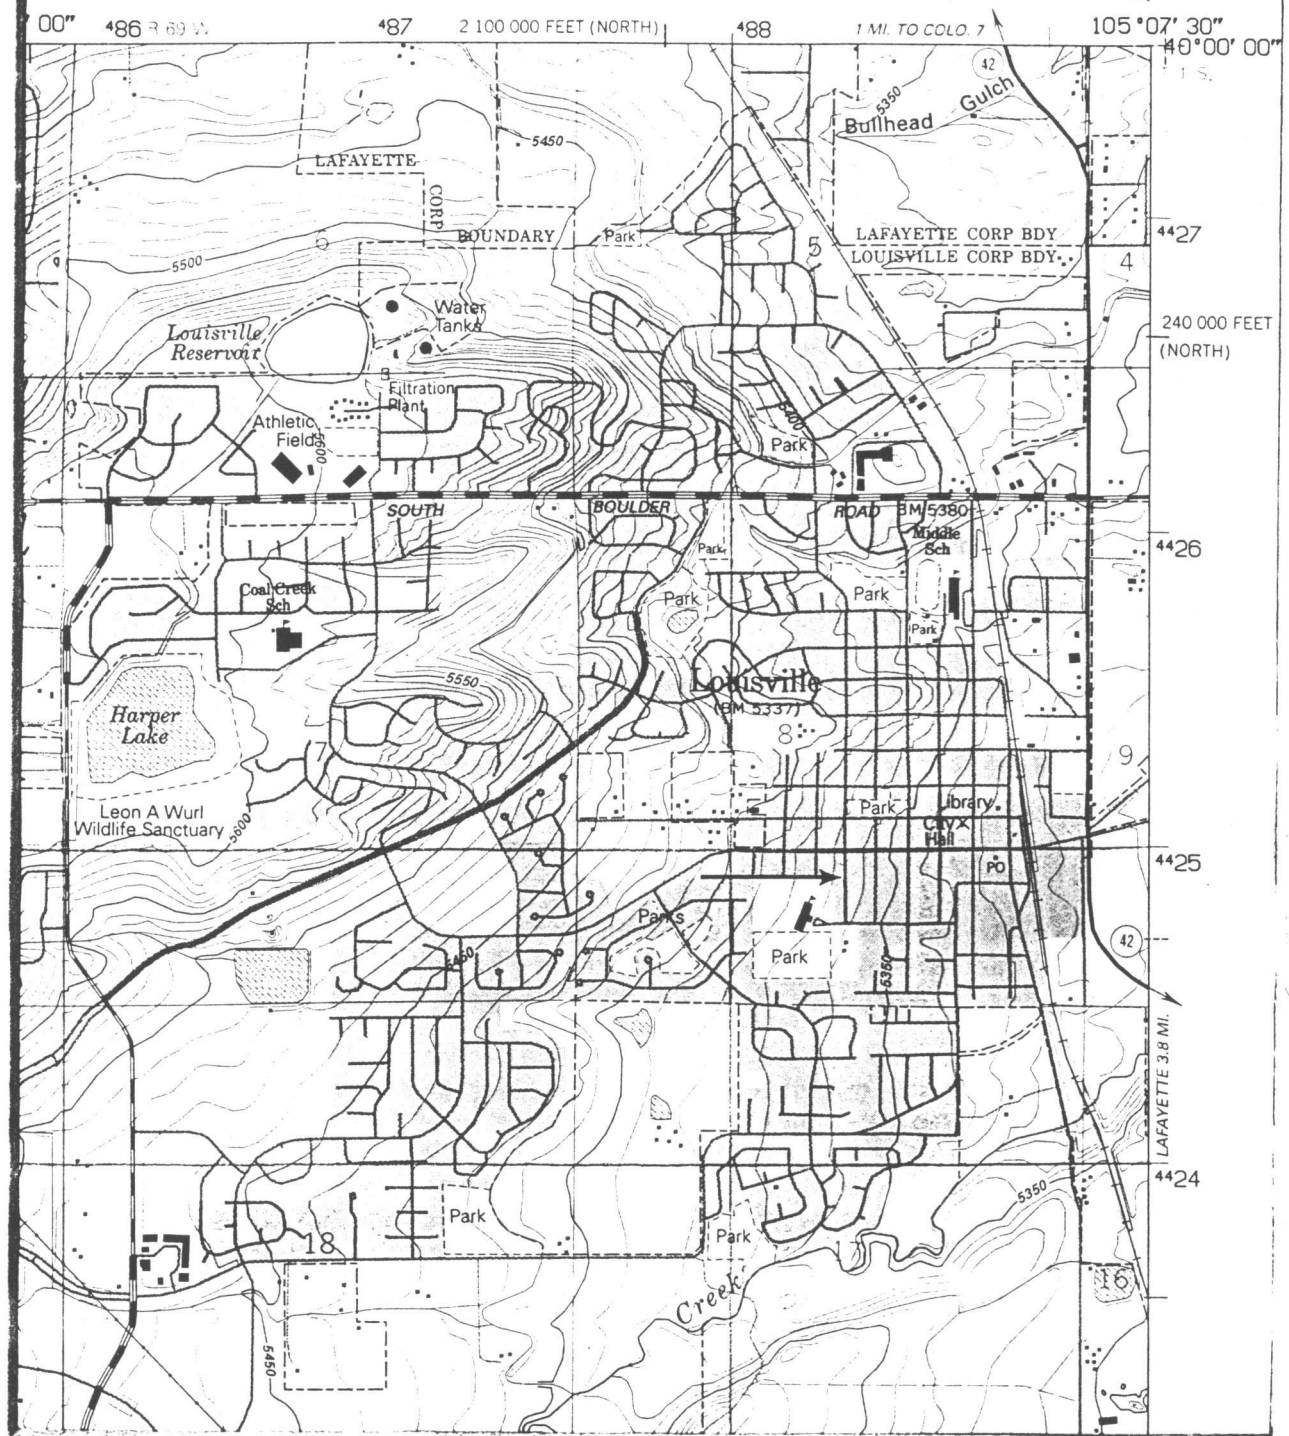 00"
486 R 69 W
487
2 100 000 FEET (NORTH)
488
1 MI. TO COLO. 7
105°07' 30"
40°00' 00"
42
5350
Bullhead Gulch
5450
LAFAYETTE
CORP
BOUNDARY
Park
LAFAYETTE CORP BDY
LOUISVILLE CORP BDY
4427
6
5
4
5500
Water
Tanks
Louisville
Reservoir
240 000 FEET
(NORTH)
Filtration
Plant
Athletic
Field
5600
5400
Park
SOUTH
BOULDER
ROAD
BM 5380
Middle
Sch
4426
Park
Coal Creek
Sch
Park
Park
Park
5550
Louisville
(BM 5337)
Harper
Lake
7
8
9
Leon A Wurl
Wildlife Sanctuary
5600
Park
Library
City
Hall
4425
PO
Parks
Park
5450
5350
42
LAFAYETTE 3.8 MI.
4424
5350
Park
Park
18
16
Creek
5450